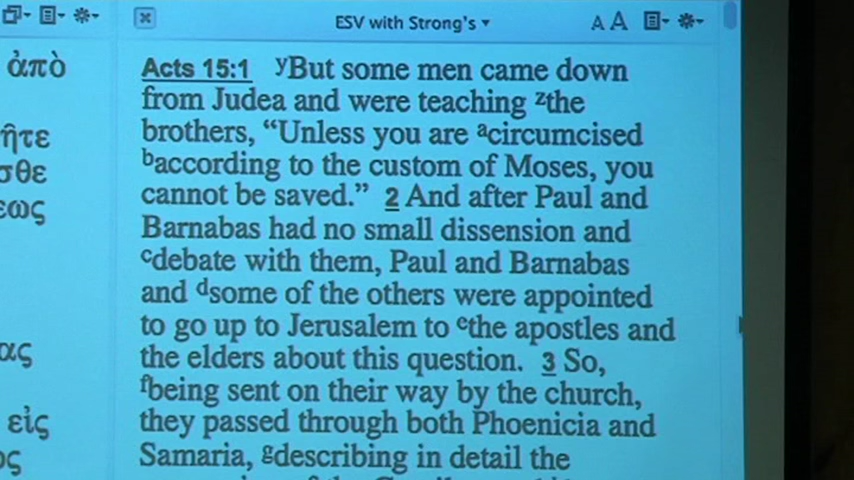 ESV with Strong's
ἀπὸ
ῆτε
σθε
εως
ας
εἰς
ος
Acts 15:1 yBut some men came down
from Judea and were teaching zthe
brothers, “Unless you are acircumcised
baccording to the custom of Moses, you
cannot be saved.” 2 And after Paul and
Barnabas had no small dissension and
cdebate with them, Paul and Barnabas
and dsome of the others were appointed
to go up to Jerusalem to ethe apostles and
the elders about this question. 3 So,
fbeing sent on their way by the church,
they passed through both Phoenicia and
Samaria, gdescribing in detail the